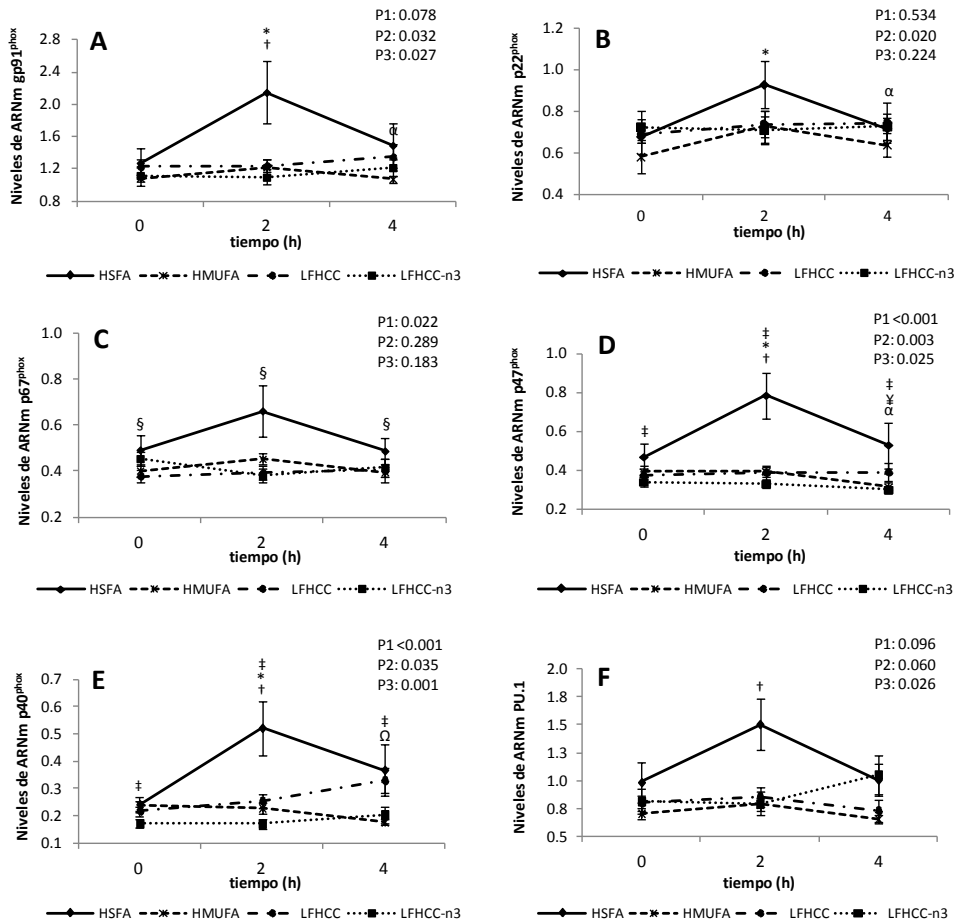 A
P1: 0.078
P2: 0.032
P3: 0.027
Niveles de ARNm gp91phox
2.8
2.4
2.0
1.6
1.2
0.8
*
†
α
0 2 4
tiempo (h)
HSFA HMUFA LFHCC LFHCC-n3
B
P1: 0.534
P2: 0.020
P3: 0.224
Niveles de ARNm p22phox
1.2
1.0
0.8
0.6
0.4
*
α
0 2 4
tiempo (h)
HSFA HMUFA LFHCC LFHCC-n3
C
P1: 0.022
P2: 0.289
P3: 0.183
Niveles de ARNm p67phox
1.0
0.8
0.6
0.4
0.2
§ § §
0 2 4
tiempo (h)
HSFA HMUFA LFHCC LFHCC-n3
D
P1 <0.001
P2: 0.003
P3: 0.025
Niveles de ARNm p47phox
1.0
0.8
0.6
0.4
0.2
‡
‡
*
†
‡
¥
α
0 2 4
tiempo (h)
HSFA HMUFA LFHCC LFHCC-n3
E
P1 <0.001
P2: 0.035
P3: 0.001
Niveles de ARNm p40phox
0.7
0.6
0.5
0.4
0.3
0.2
0.1
‡
‡
*
†
‡
Ω
0 2 4
tiempo (h)
HSFA HMUFA LFHCC LFHCC-n3
F
P1: 0.096
P2: 0.060
P3: 0.026
Niveles de ARNm PU.1
2.0
1.8
1.5
1.3
1.0
0.8
0.5
†
0 2 4
tiempo (h)
HSFA HMUFA LFHCC LFHCC-n3